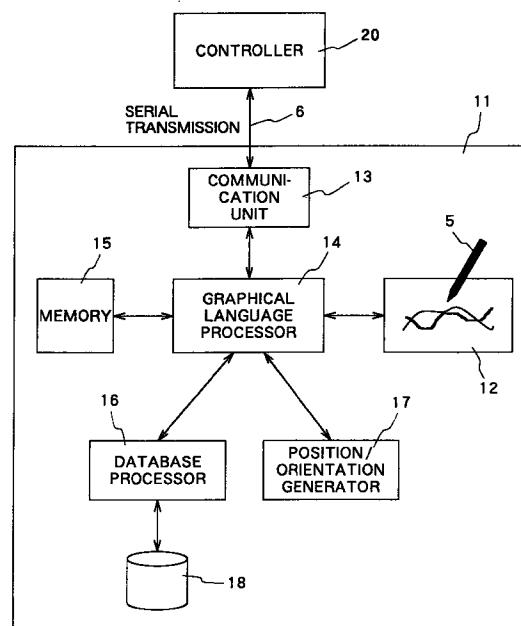 CONTROLLER
20
SERIAL
TRANSMISSION
6
11
COMMUNI-
CATION
UNIT
13
15
14
5
MEMORY
GRAPHICAL
LANGUAGE
PROCESSOR
12
16
17
DATABASE
PROCESSOR
POSITION/
ORIENTATION
GENERATOR
18